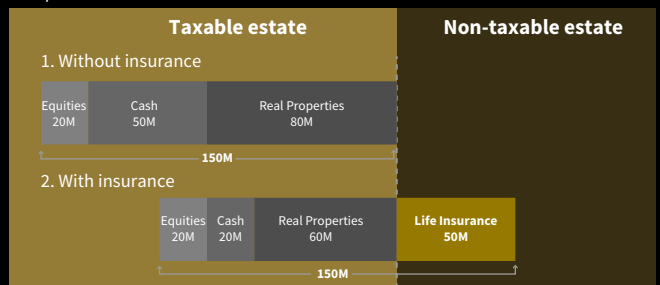 Taxable estate
Non-taxable estate
1. Without insurance
Equities
20M
Cash
50M
Real Properties
80M
150M
2. With insurance
Equities
20M
Cash
20M
Real Properties
60M
Life Insurance
50M
150M